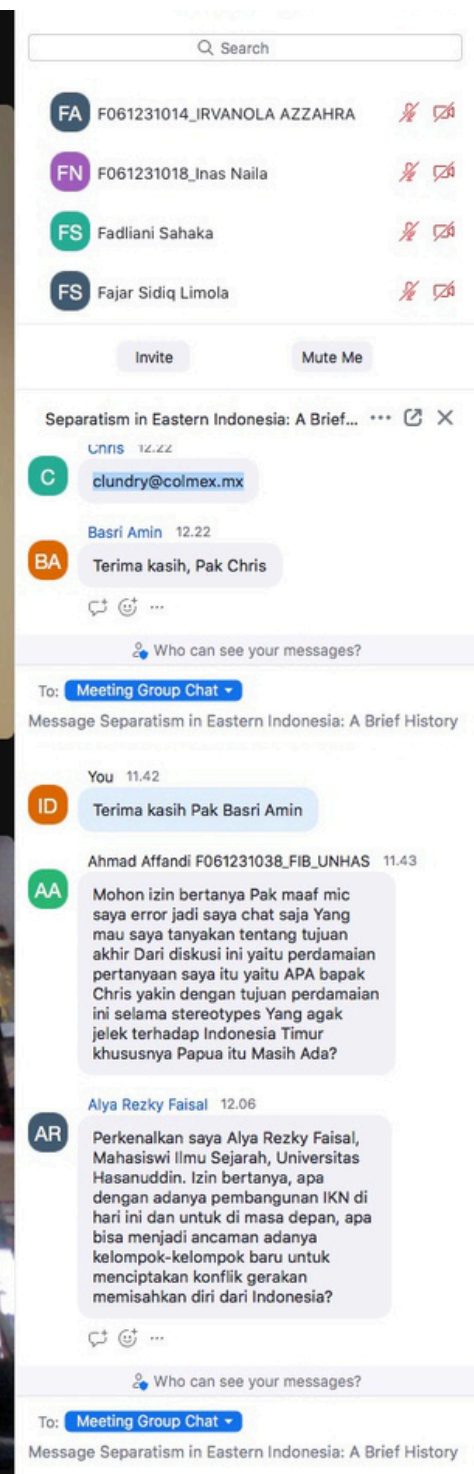 Search
FA F061231014_IRVANOLA AZZAHRA
FN F061231018_Inas Naila
FS Fadliani Sahaka
FS Fajar Sidiq Limola
Invite Mute Me
Separatism in Eastern Indonesia: A Brief...
Chris 12.22
C
clundry@colmex.mx
Basri Amin 12.22
BA
Terima kasih, Pak Chris
Who can see your messages?
To: Meeting Group Chat
Message Separatism in Eastern Indonesia: A Brief History
You 11.42
ID
Terima kasih Pak Basri Amin
Ahmad Affandi F061231038_FIB_UNHAS 11.43
AA
Mohon izin bertanya Pak maaf mic
saya error jadi saya chat saja Yang
mau saya tanyakan tentang tujuan
akhir Dari diskusi ini yaitu perdamaian
pertanyaan saya itu yaitu APA bapak
Chris yakin dengan tujuan perdamaian
ini selama stereotypes Yang agak
jelek terhadap Indonesia Timur
khususnya Papua itu Masih Ada?
Alya Rezky Faisal 12.06
AR
Perkenalkan saya Alya Rezky Faisal,
Mahasiswi Ilmu Sejarah, Universitas
Hasanuddin. Izin bertanya, apa
dengan adanya pembangunan IKN di
hari ini dan untuk di masa depan, apa
bisa menjadi ancaman adanya
kelompok-kelompok baru untuk
menciptakan konflik gerakan
memisahkan diri dari Indonesia?
Who can see your messages?
To: Meeting Group Chat
Message Separatism in Eastern Indonesia: A Brief History